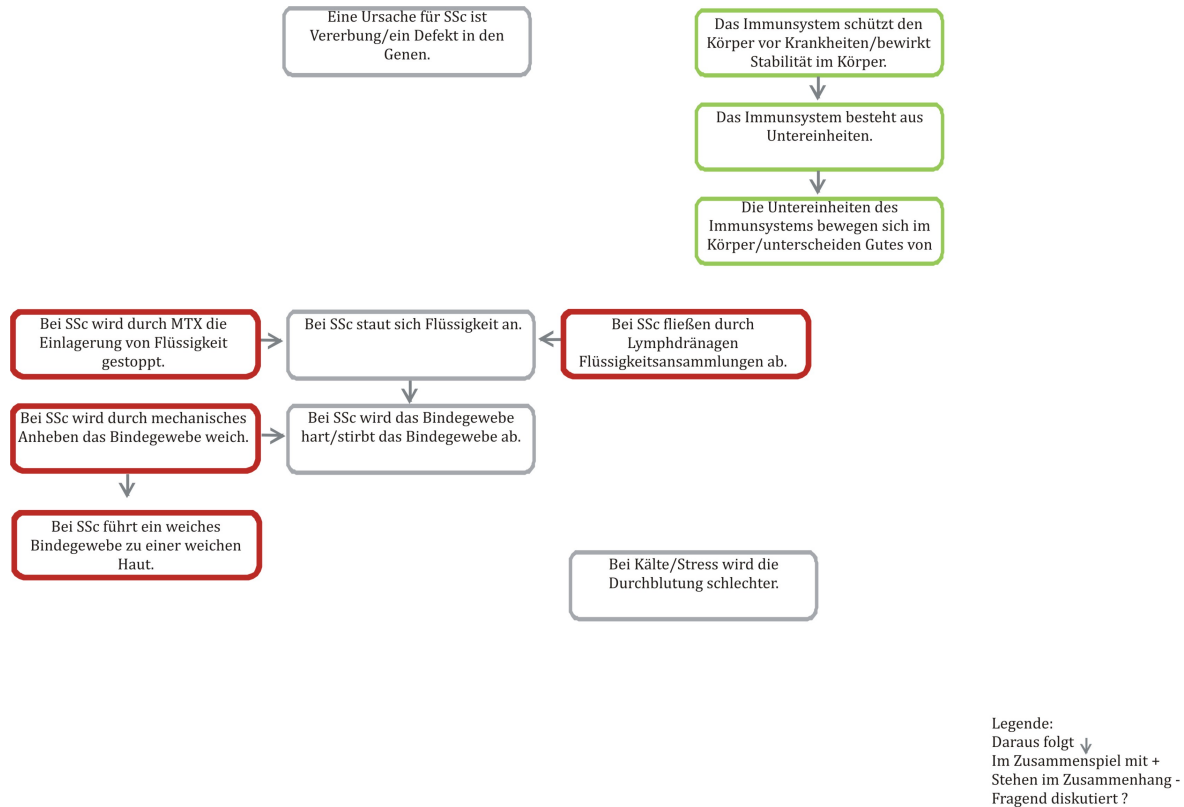 Eine Ursache für SSc ist
Vererbung/ein Defekt in den
Genen.
Das Immunsystem schützt den
Körper vor Krankheiten/bewirkt
Stabilität im Körper.
Das Immunsystem besteht aus
Untereinheiten.
Die Untereinheiten des
Immunsystems bewegen sich im
Körper/unterscheiden Gutes von
Bei SSc wird durch MTX die
Einlagerung von Flüssigkeit
gestoppt.
Bei SSc staut sich Flüssigkeit an.
Bei SSc fließen durch
Lymphdränagen
Flüssigkeitsansammlungen ab.
Bei SSc wird durch mechanisches
Anheben das Bindegewebe weich.
Bei SSc wird das Bindegewebe
hart/stirbt das Bindegewebe ab.
Bei SSc führt ein weiches
Bindegewebe zu einer weichen
Haut.
Bei Kälte/Stress wird die
Durchblutung schlechter.
Legende:
Daraus folgt
Im Zusammenspiel mit +
Stehen im Zusammenhang -
Fragend diskutiert ?